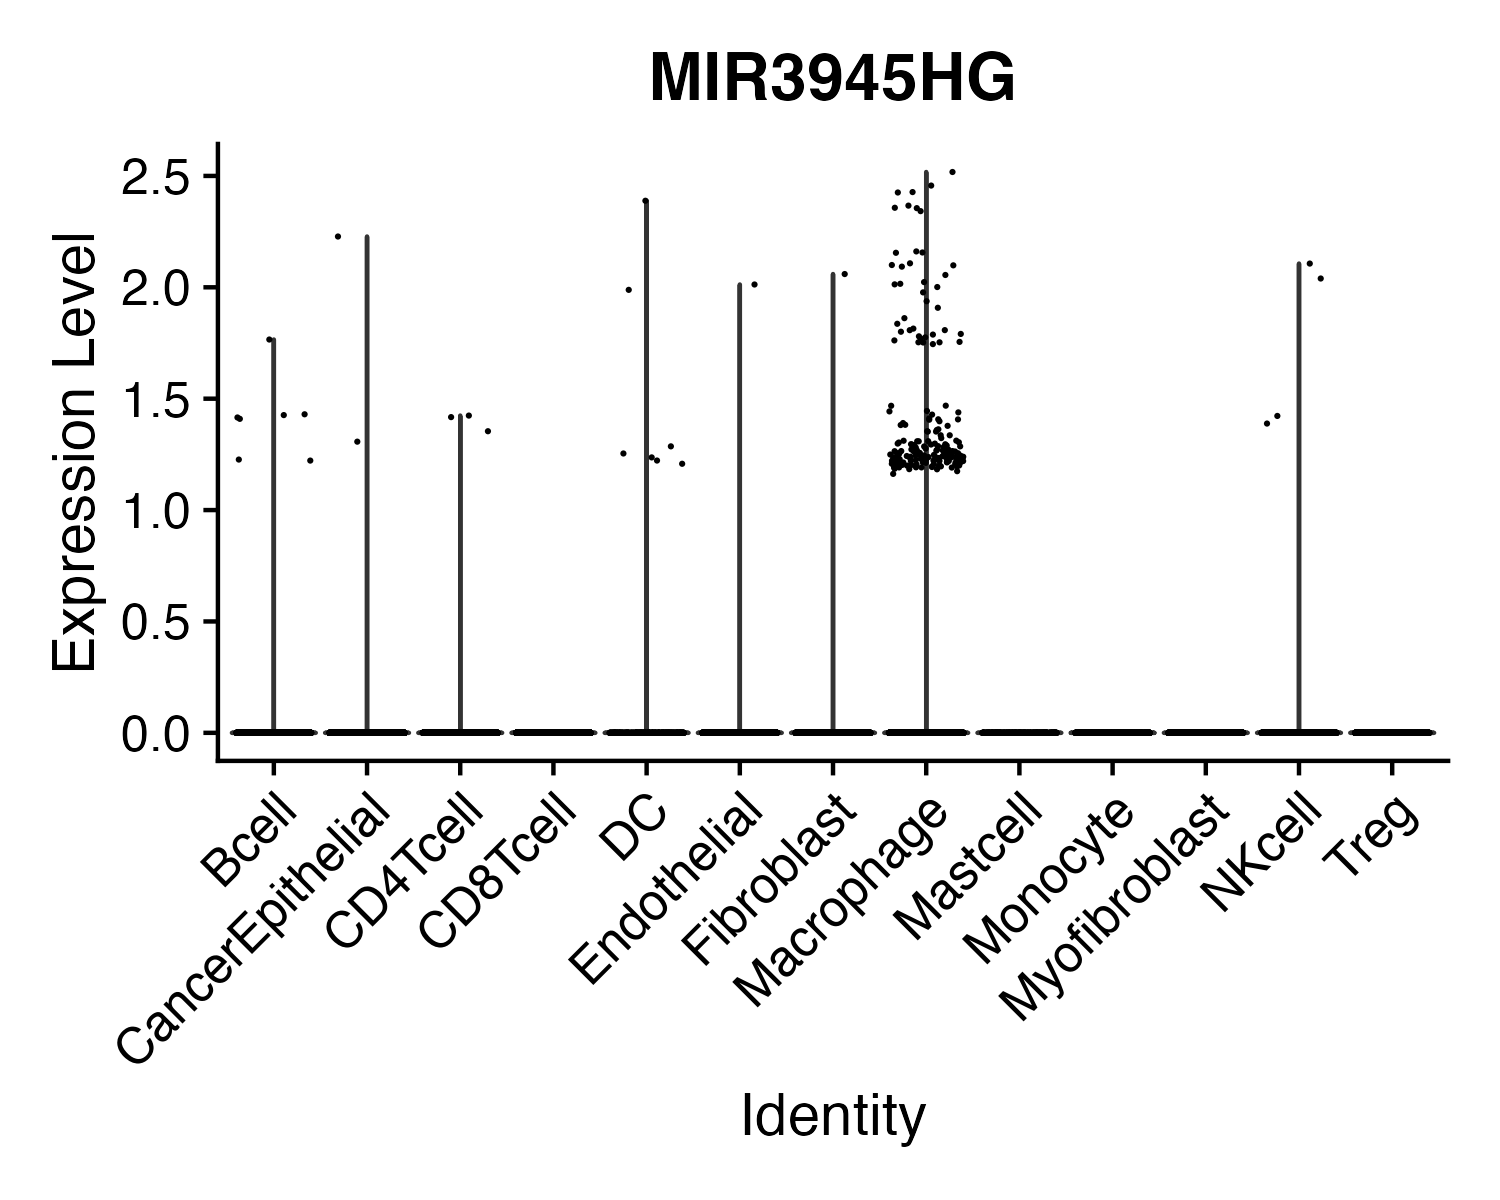 MIR3945HG
Expression Level
2.5
2.0
1.5
1.0
0.5
0.0
Bcell
CancerEpithelial
CD4Tcell
CD8Tcell
DC
Endothelial
Fibroblast
Macrophage
Mastcell
Monocyte
Myofibroblast
NKcell
Treg
Identity